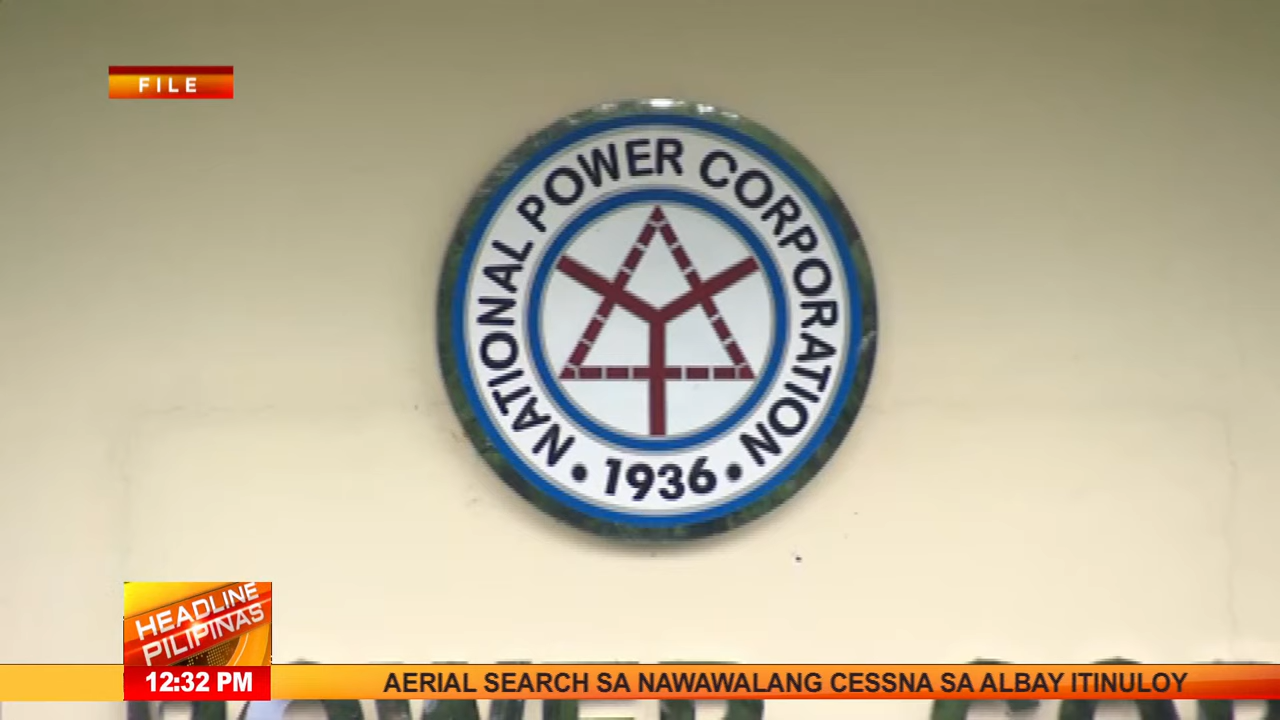 FILE
NATIONAL POWER CORPORATION
• 1936 •
HEADLINE
PILIPINAS
12:32 PM
AERIAL SEARCH SA NAWAWALANG CESSNA SA ALBAY ITINULOY